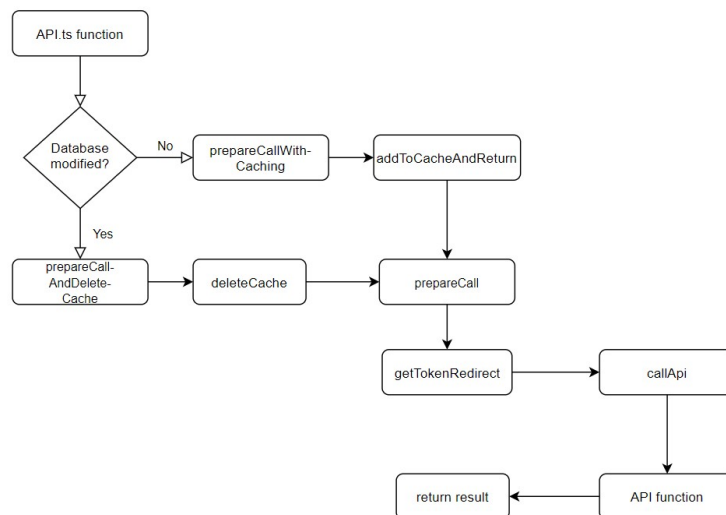 API.ts function
Database
modified?
No
prepareCallWith-
Caching
addToCacheAndReturn
Yes
prepareCall-
AndDelete-
Cache
deleteCache
prepareCall
getTokenRedirect
callApi
return result
API function